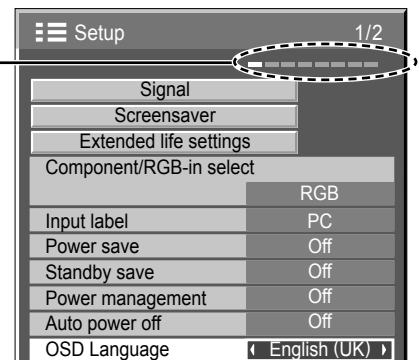 Setup 1/2
Signal
Screensaver
Extended life settings
Component/RGB-in select
RGB
Input label PC
Power save Off
Standby save Off
Power management Off
Auto power off Off
OSD Language English (UK)